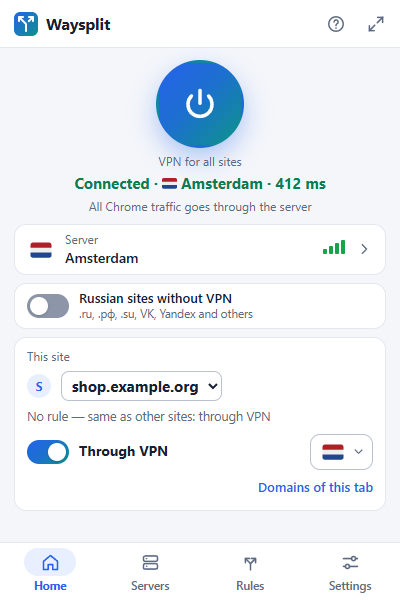 Waysplit
VPN for all sites
Connected · Amsterdam · 412 ms
All Chrome traffic goes through the server
Server
Amsterdam
Russian sites without VPN
.ru, .рф, .su, VK, Yandex and others
This site
S
shop.example.org
No rule — same as other sites: through VPN
Through VPN
Domains of this tab
Home
Servers
Rules
Settings